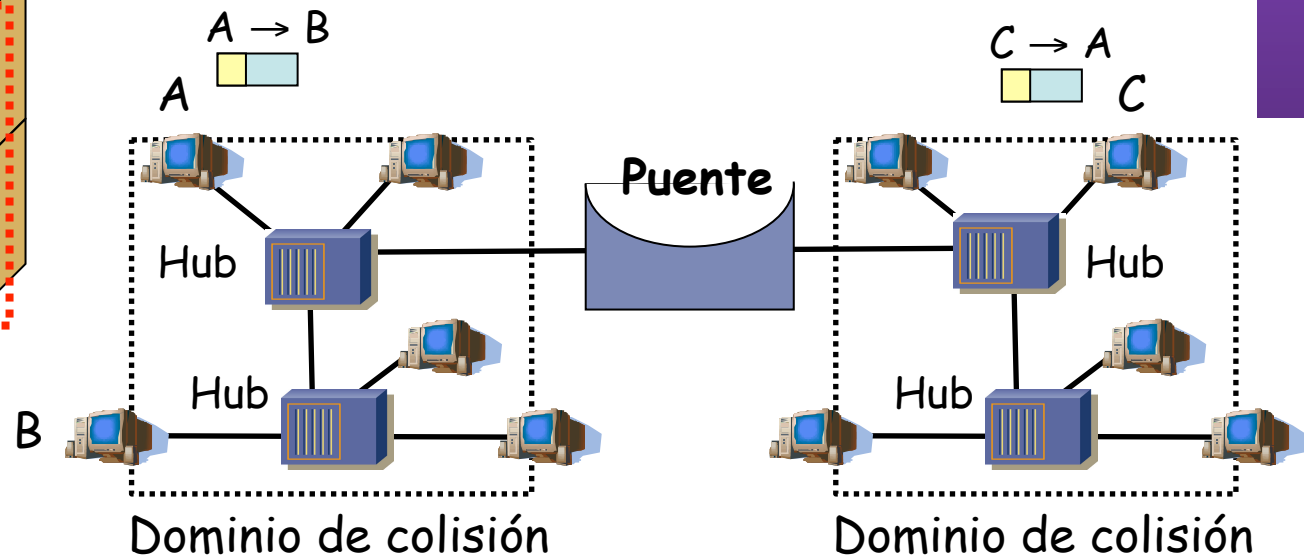 A → B
C → A
A
C
Puente
Hub
Hub
Hub
Hub
B
Dominio de colisión
Dominio de colisión